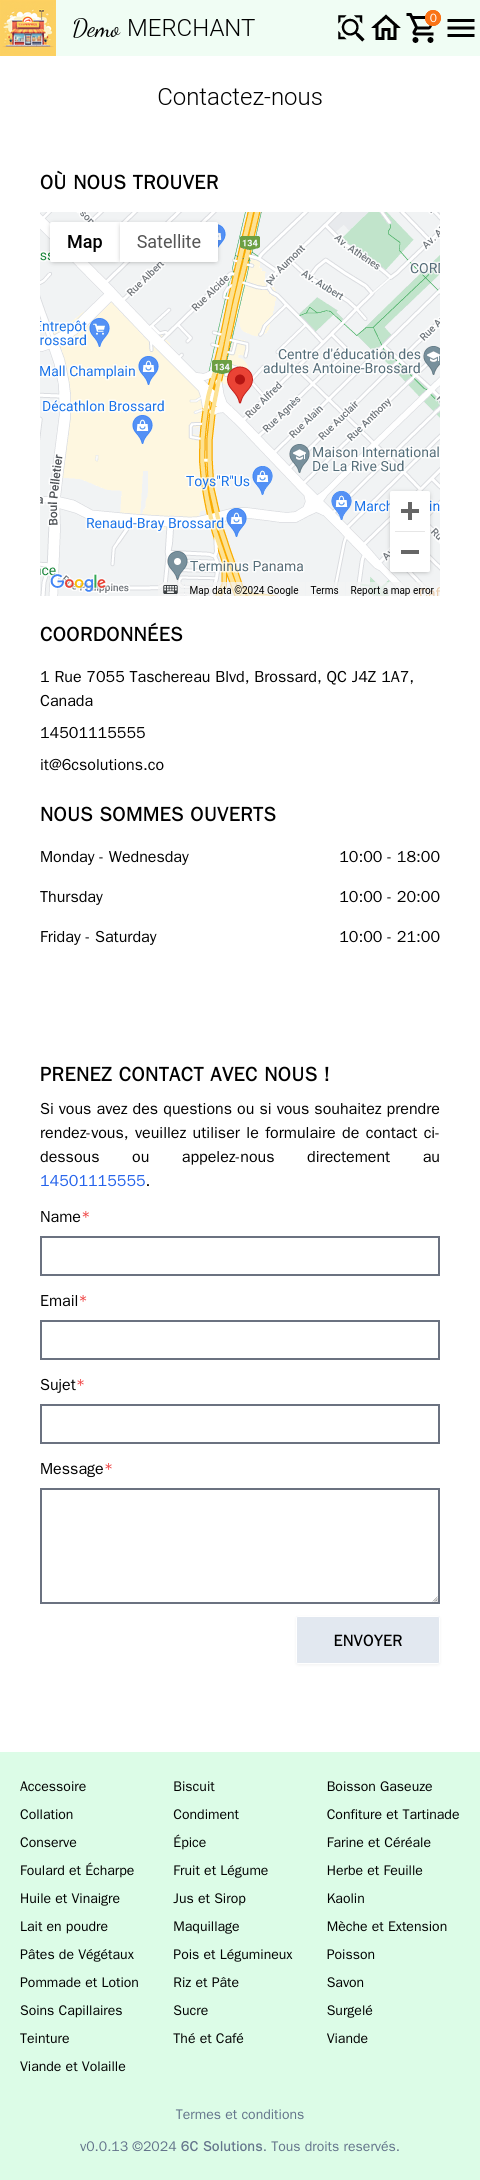 Demo MERCHANT
0
Contactez-nous
OÙ NOUS TROUVER
Map
Satellite
134
Av. Athènes
Av. Aumont
Rue Albert
Rue Alcide
Av. Aubert
Entrepôt
Brossard
134
Centre d'éducation des
adultes Antoine-Brossard
Mall Champlain
Rue Alfred
Décathlon Brossard
Rue Agnès
Rue Alain
Rue Auclair
Rue Anthony
Maison International
De La Rive Sud
Boul Pelletier
Toys"R"Us
Renaud-Bray Brossard
Terminus Panama
Google
Map data ©2024 Google
Terms
Report a map error
COORDONNÉES
1 Rue 7055 Taschereau Blvd, Brossard, QC J4Z 1A7,
Canada
14501115555
it@6csolutions.co
NOUS SOMMES OUVERTS
Monday - Wednesday 10:00 - 18:00
Thursday 10:00 - 20:00
Friday - Saturday 10:00 - 21:00
PRENEZ CONTACT AVEC NOUS !
Si vous avez des questions ou si vous souhaitez prendre
rendez-vous, veuillez utiliser le formulaire de contact ci-
dessous ou appelez-nous directement au
14501115555.
Name*
Email*
Sujet*
Message*
ENVOYER
Accessoire Biscuit Boisson Gaseuze
Collation Condiment Confiture et Tartinade
Conserve Épice Farine et Céréale
Foulard et Écharpe Fruit et Légume Herbe et Feuille
Huile et Vinaigre Jus et Sirop Kaolin
Lait en poudre Maquillage Mèche et Extension
Pâtes de Végétaux Pois et Légumineux Poisson
Pommade et Lotion Riz et Pâte Savon
Soins Capillaires Sucre Surgelé
Teinture Thé et Café Viande
Viande et Volaille
Termes et conditions
v0.0.13 ©2024 6C Solutions. Tous droits reservés.